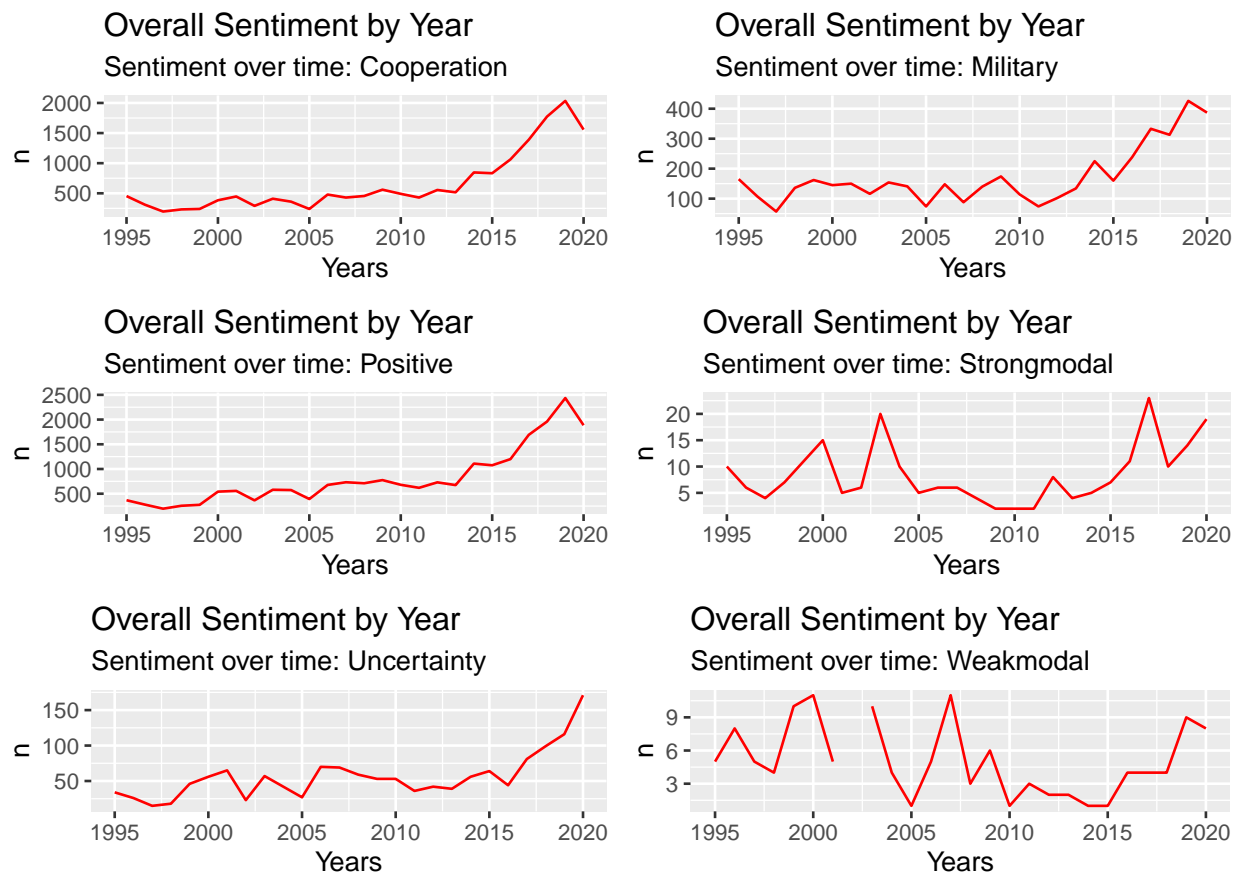 Overall Sentiment by Year
Sentiment over time: Cooperation
2000
1500
1000
500
n
1995 2000 2005 2010 2015 2020
Years
Overall Sentiment by Year
Sentiment over time: Military
400
300
200
100
n
1995 2000 2005 2010 2015 2020
Years
Overall Sentiment by Year
Sentiment over time: Positive
2500
2000
1500
1000
500
n
1995 2000 2005 2010 2015 2020
Years
Overall Sentiment by Year
Sentiment over time: Strongmodal
20
15
10
5
n
1995 2000 2005 2010 2015 2020
Years
Overall Sentiment by Year
Sentiment over time: Uncertainty
150
100
50
n
1995 2000 2005 2010 2015 2020
Years
Overall Sentiment by Year
Sentiment over time: Weakmodal
9
6
3
n
1995 2000 2005 2010 2015 2020
Years